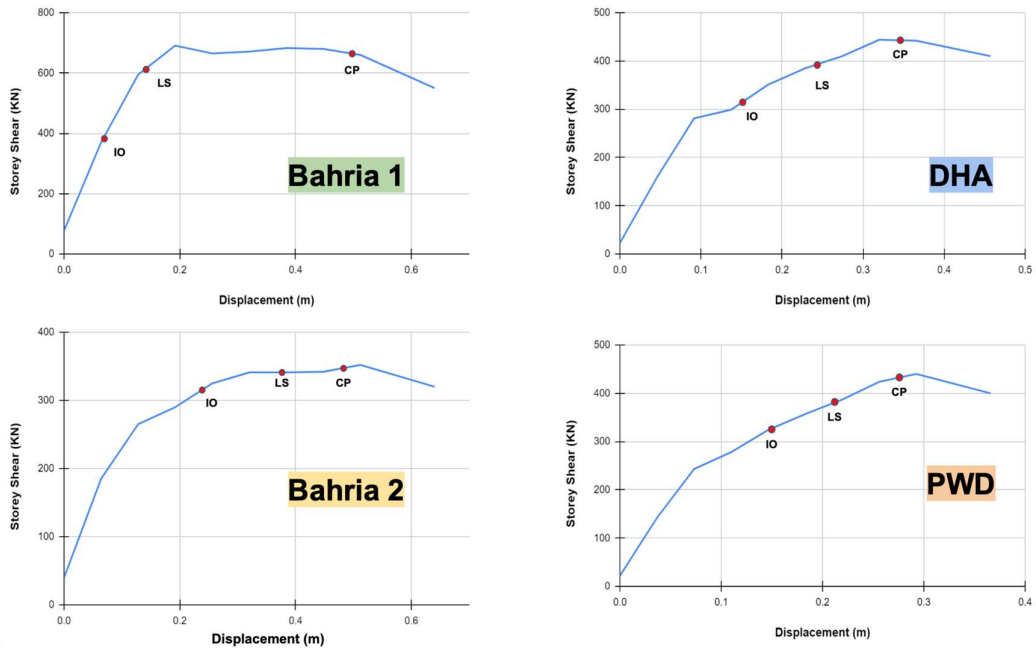 800
600
400
200
0
Storey Shear (KN)
IO
LS
CP
Bahria 1
0.0
0.2
0.4
0.6
Displacement (m)
500
400
300
200
100
0
Storey Shear (KN)
IO
LS
CP
DHA
0.0
0.1
0.2
0.3
0.4
0.5
Displacement (m)
400
300
200
100
0
Storey Shear (KN)
IO
LS
CP
Bahria 2
0.0
0.2
0.4
0.6
Displacement (m)
500
400
300
200
100
0
Storey Shear (KN)
IO
LS
CP
PWD
0.0
0.1
0.2
0.3
0.4
Displacement (m)